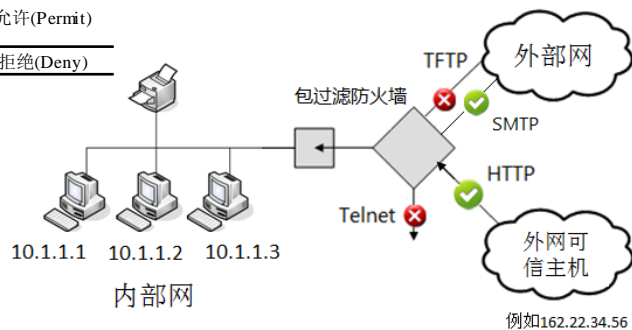 允许(Permit)
拒绝(Deny)
TFTP
外部网
包过滤防火墙
SMTP
HTTP
Telnet
10.1.1.1
10.1.1.2
10.1.1.3
外网可
信主机
内部网
例如162.22.34.56